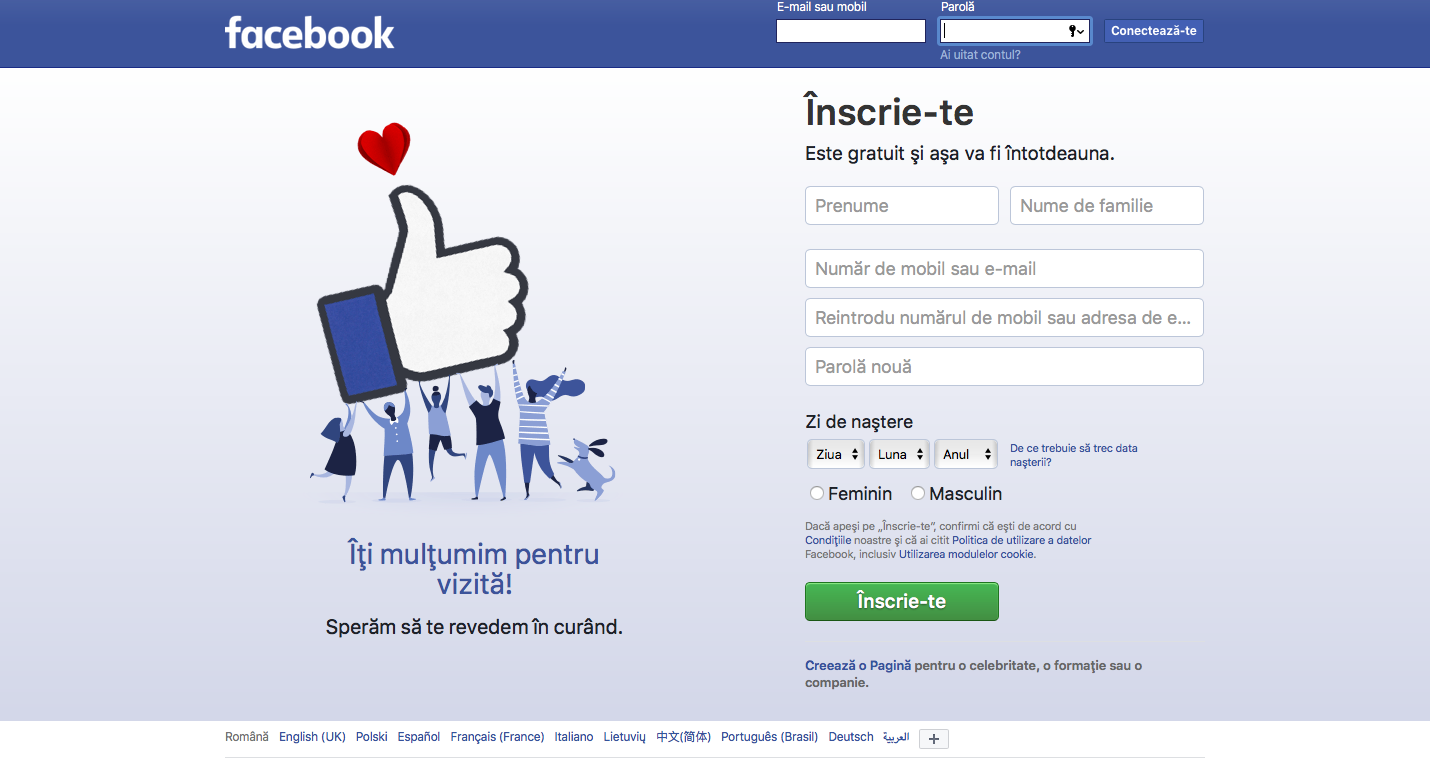 facebook
E-mail sau mobil
Parolă
Conectează-te
Ai uitat contul?
Înscrie-te
Este gratuit şi aşa va fi întotdeauna.
Prenume
Nume de familie
Număr de mobil sau e-mail
Reintrodu numărul de mobil sau adresa de e...
Parolă nouă
Zi de naştere
Ziua
Luna
Anul
De ce trebuie să trec data
naşterii?
Feminin
Masculin
Dacă apeşi pe „Înscrie-te”, confirmi că eşti de acord cu
Condiţiile noastre şi că ai citit Politica de utilizare a datelor
Facebook, inclusiv Utilizarea modulelor cookie.
Înscrie-te
Creează o Pagină pentru o celebritate, o formaţie sau o
companie.
Îţi mulţumim pentru
vizită!
Sperăm să te revedem în curând.
Română English (UK) Polski Español Français (France) Italiano Lietuvių 中文(简体) Português (Brasil) Deutsch العربية +